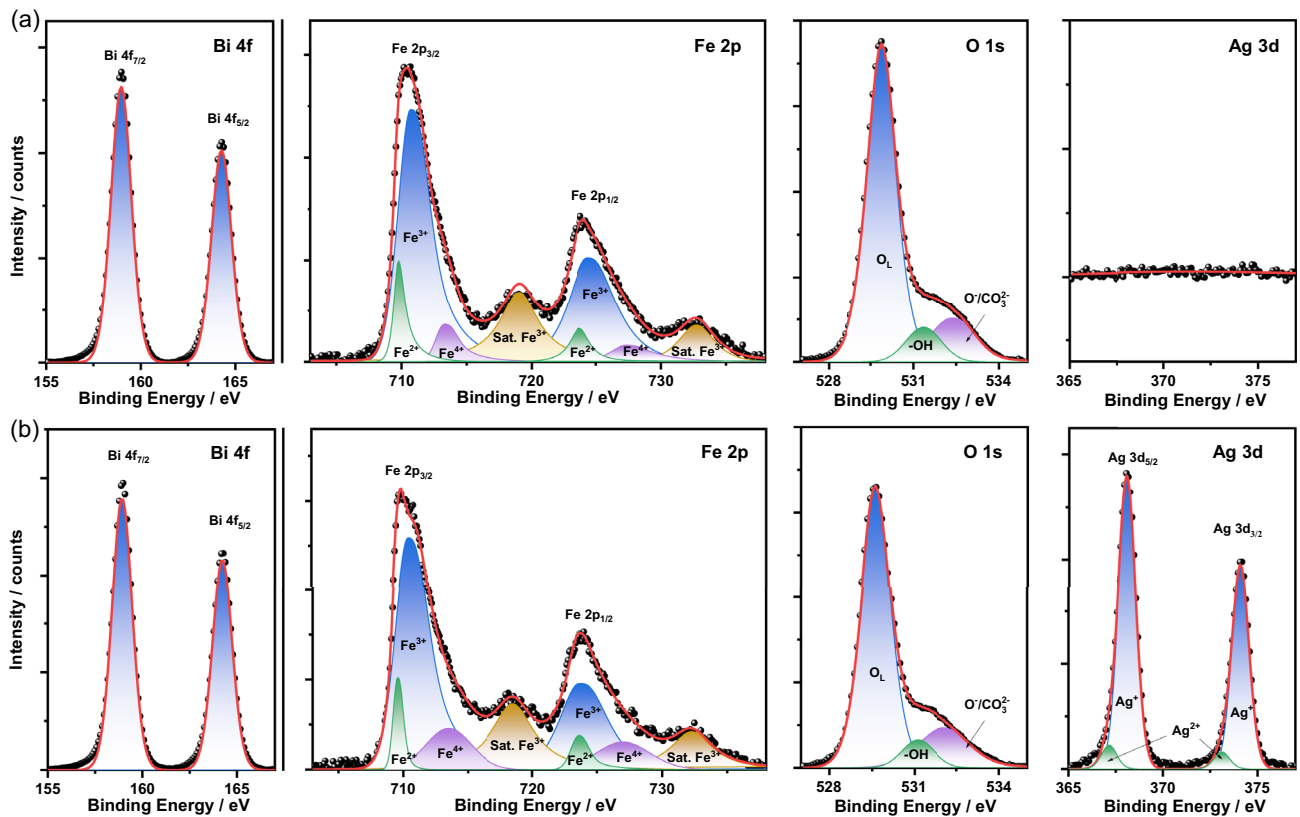 (a)
Intensity / counts
Bi 4f
Bi 4f₇/₂
Bi 4f₅/₂
155 160 165
Binding Energy / eV
Fe 2p
Fe 2p₃/₂
Fe 2p₁/₂
Fe³⁺
Fe³⁺
Fe²⁺
Fe⁴⁺
Sat. Fe³⁺
Fe²⁺
Fe⁴⁺
Sat. Fe³⁺
710 720 730
Binding Energy / eV
O 1s
O_L
-OH
O⁻/CO₃²⁻
528 531 534
Binding Energy / eV
Ag 3d
365 370 375
Binding Energy / eV
(b)
Intensity / counts
Bi 4f
Bi 4f₇/₂
Bi 4f₅/₂
155 160 165
Binding Energy / eV
Fe 2p
Fe 2p₃/₂
Fe 2p₁/₂
Fe³⁺
Fe³⁺
Fe²⁺
Fe⁴⁺
Sat. Fe³⁺
Fe²⁺
Fe⁴⁺
Sat. Fe³⁺
710 720 730
Binding Energy / eV
O 1s
O_L
-OH
O⁻/CO₃²⁻
528 531 534
Binding Energy / eV
Ag 3d
Ag 3d₅/₂
Ag 3d₃/₂
Ag⁺
Ag²⁺
Ag⁺
365 370 375
Binding Energy / eV